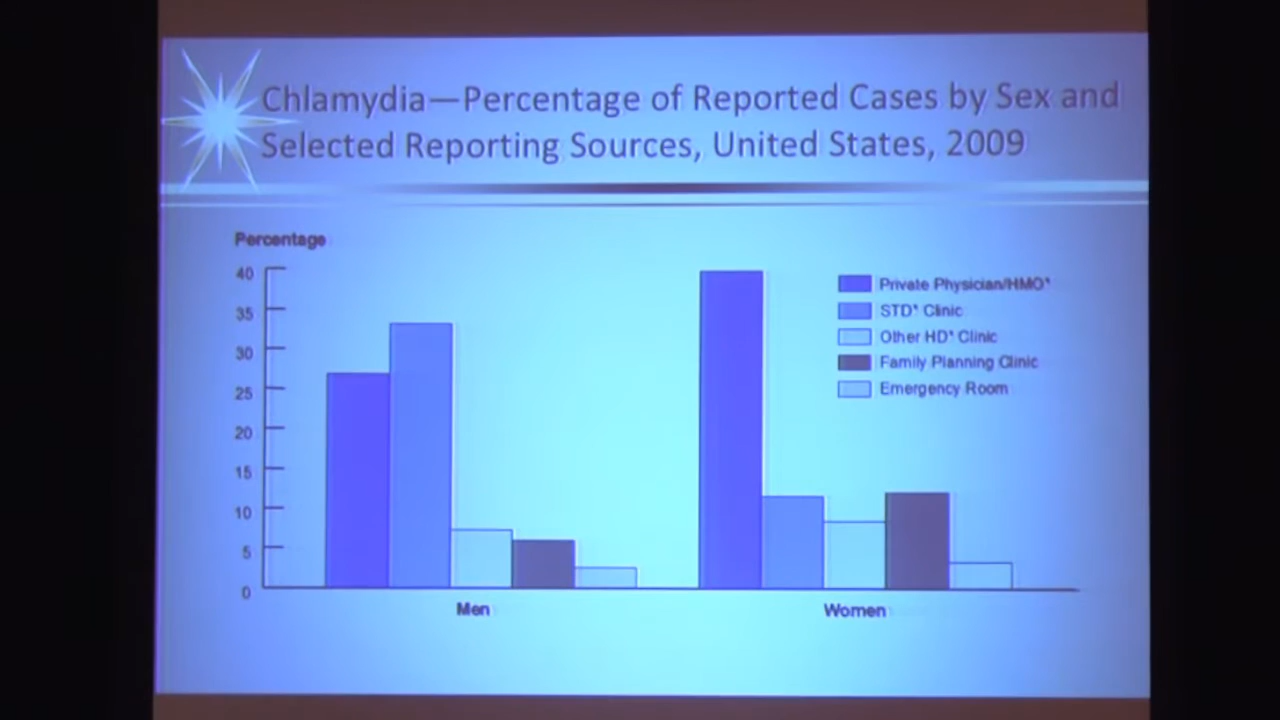 Chlamydia—Percentage of Reported Cases by Sex and
Selected Reporting Sources, United States, 2009
Percentage
40
35
30
25
20
15
10
5
0
Private Physician/HMO*
STD* Clinic
Other HD* Clinic
Family Planning Clinic
Emergency Room
Men
Women